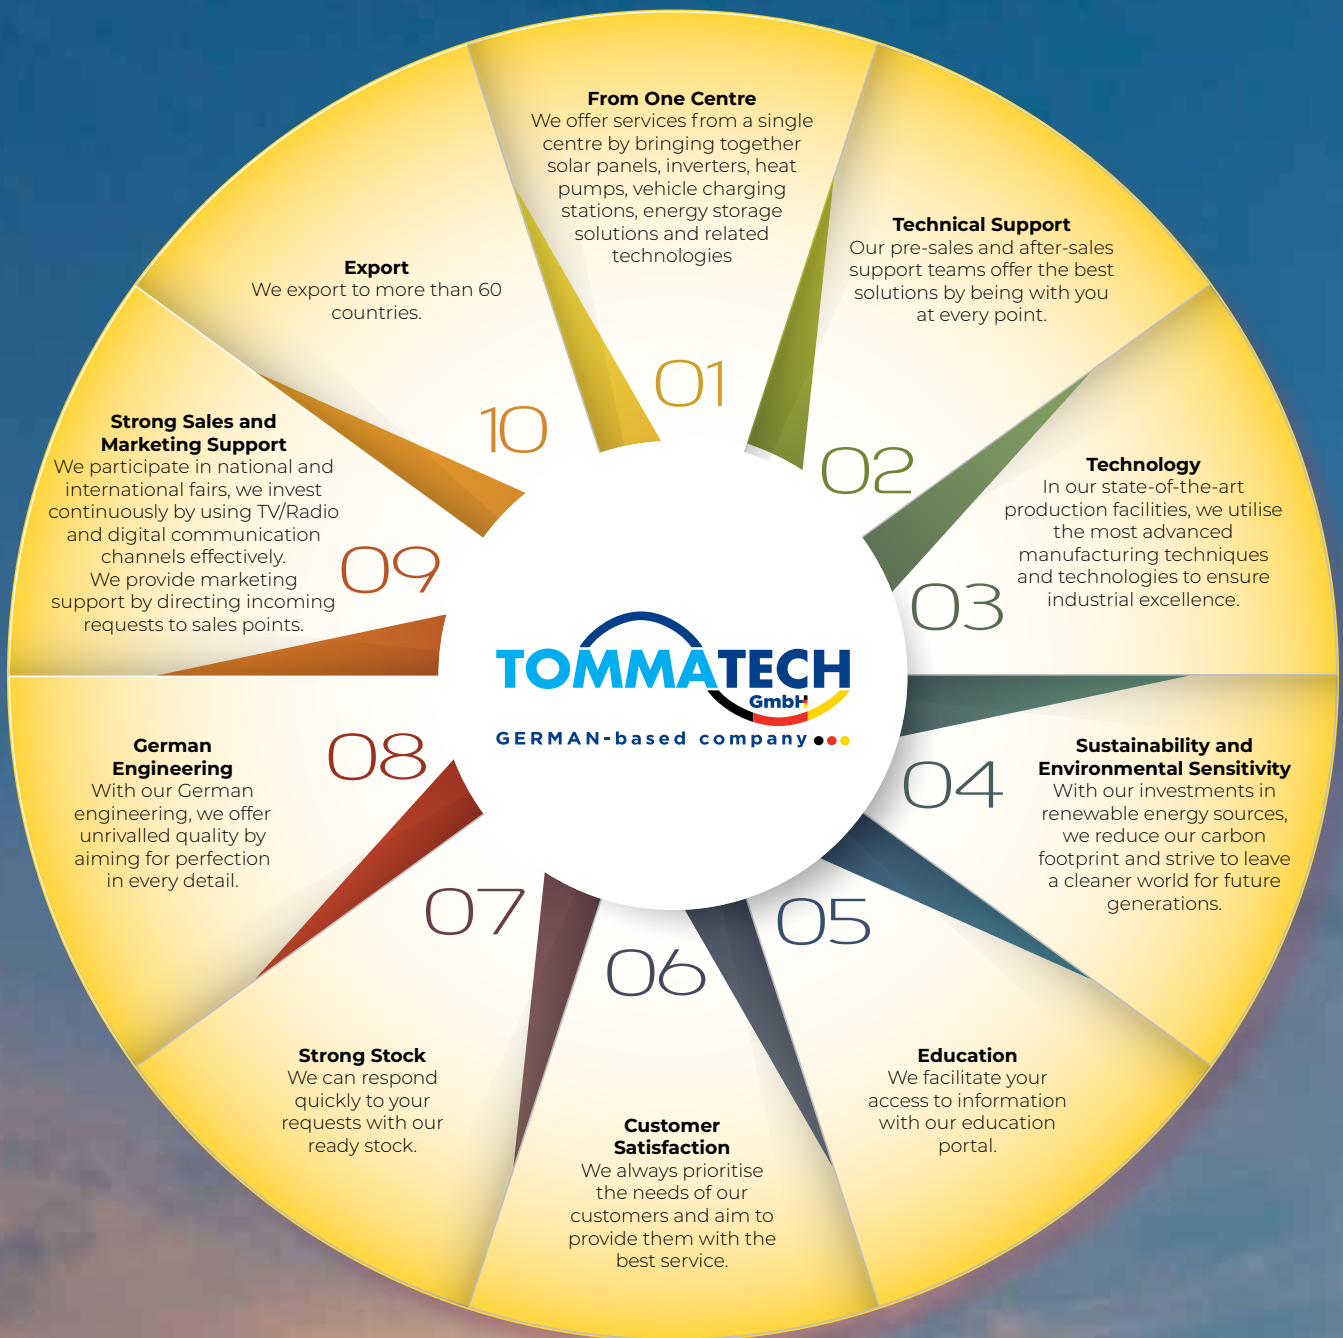 From One Centre
We offer services from a single
centre by bringing together
solar panels, inverters, heat
pumps, vehicle charging
stations, energy storage
solutions and related
technologies
01
Technical Support
Our pre-sales and after-sales
support teams offer the best
solutions by being with you
at every point.
02
Technology
In our state-of-the-art
production facilities, we utilise
the most advanced
manufacturing techniques
and technologies to ensure
industrial excellence.
03
Sustainability and
Environmental Sensitivity
With our investments in
renewable energy sources,
we reduce our carbon
footprint and strive to leave
a cleaner world for future
generations.
04
Education
We facilitate your
access to information
with our education
portal.
05
Customer
Satisfaction
We always prioritise
the needs of our
customers and aim to
provide them with the
best service.
06
Strong Stock
We can respond
quickly to your
requests with our
ready stock.
07
German
Engineering
With our German
engineering, we offer
unrivalled quality by
aiming for perfection
in every detail.
08
Strong Sales and
Marketing Support
We participate in national and
international fairs, we invest
continuously by using TV/Radio
and digital communication
channels effectively.
We provide marketing
support by directing incoming
requests to sales points.
09
Export
We export to more than 60
countries.
10
TOMMATECH
GmbH
GERMAN-based company